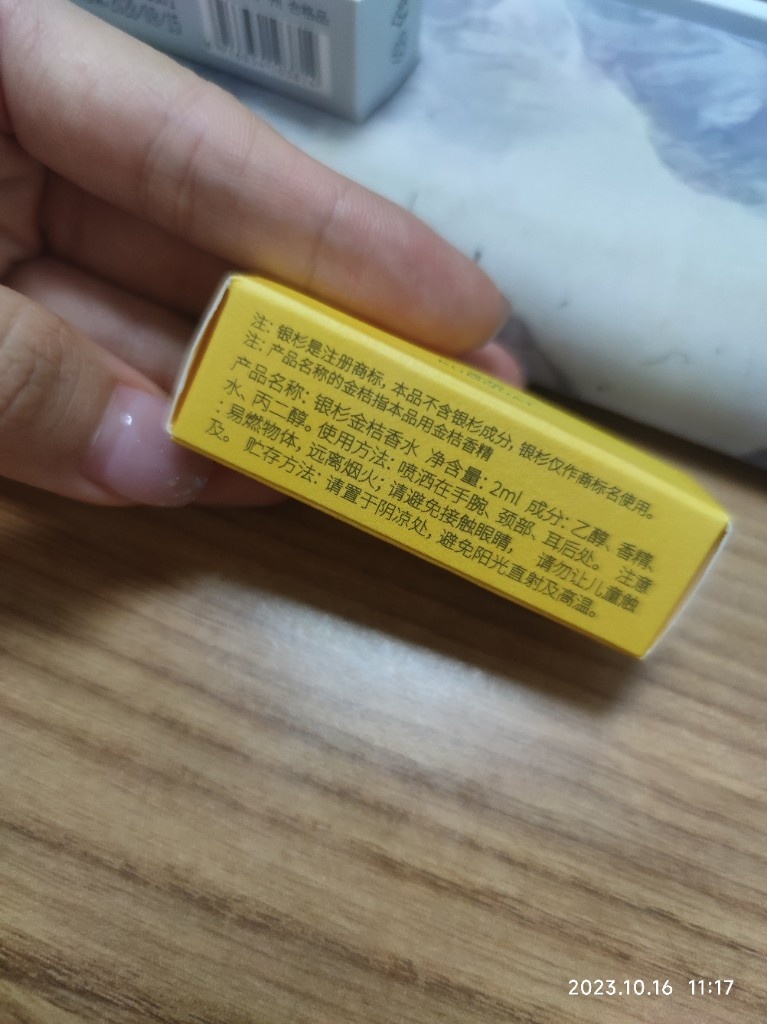 合格品
注: 银杉是注册商标, 本品不含银杉成分, 银杉仅作商标名使用。
注: 产品名称的金桔指本品用金桔香精
产品名称: 银杉金桔香水 净含量: 2ml 成分: 乙醇、香精、
水、丙二醇。使用方法: 喷洒在手腕、颈部、耳后处。 注意
: 易燃物体, 远离烟火; 请避免接触眼睛, 请勿让儿童触
及。 贮存方法: 请置于阴凉处, 避免阳光直射及高温。
2023.10.16 11:17